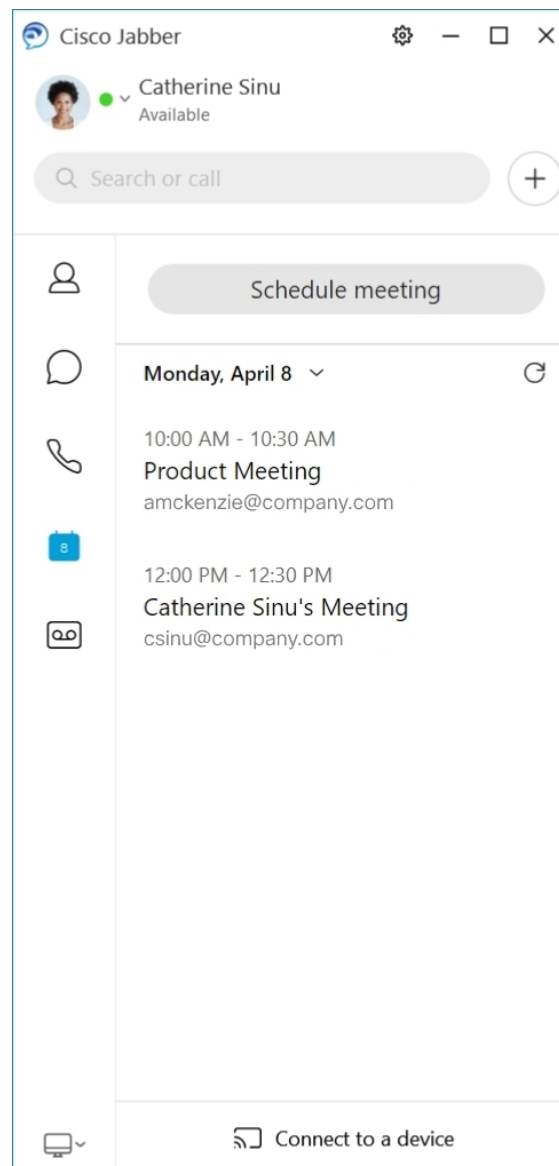 Cisco Jabber
Catherine Sinu
Available
Search or call
Schedule meeting
Monday, April 8
10:00 AM - 10:30 AM
Product Meeting
amckenzie@company.com
8
12:00 PM - 12:30 PM
Catherine Sinu's Meeting
csinu@company.com
Connect to a device